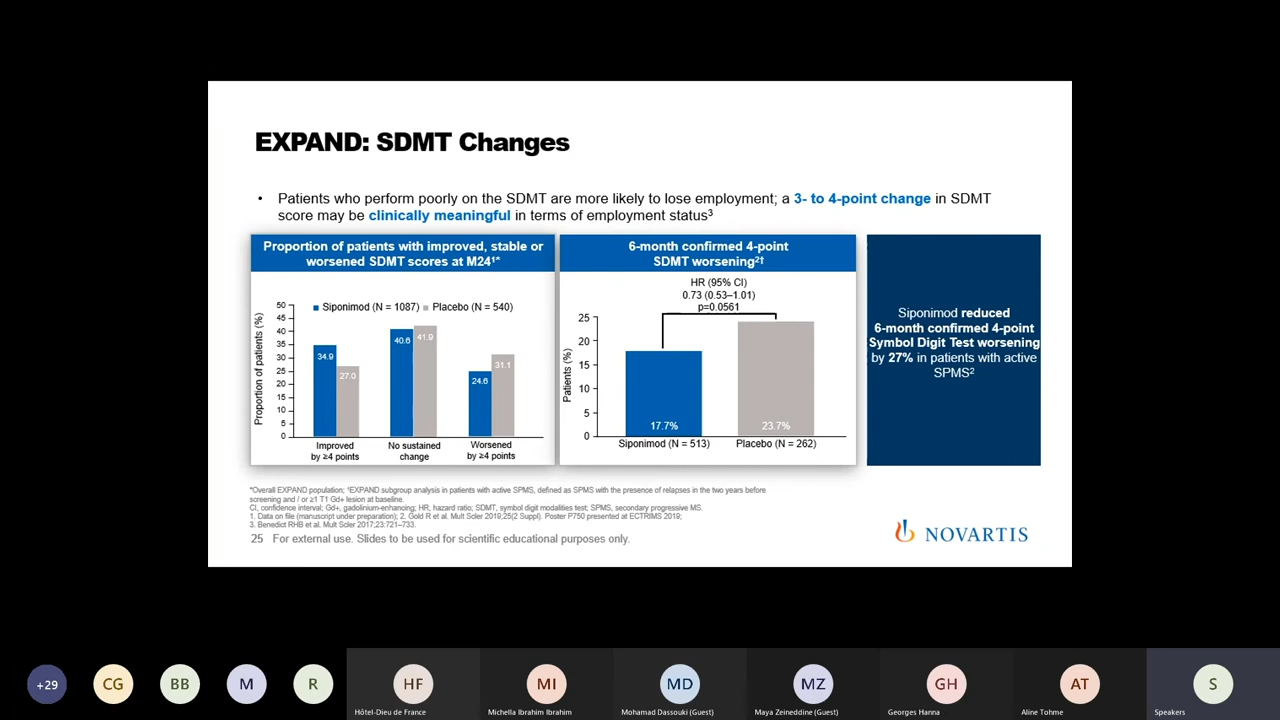 EXPAND: SDMT Changes
• Patients who perform poorly on the SDMT are more likely to lose employment; a 3- to 4-point change in SDMT
score may be clinically meaningful in terms of employment status³
Proportion of patients with improved, stable or
worsened SDMT scores at M24¹*
Siponimod (N = 1087) Placebo (N = 540)
Proportion of patients (%)
50
45
40
35
30
25
20
15
10
5
0
34.9
27.0
40.6
41.9
24.6
31.1
Improved
by ≥4 points
No sustained
change
Worsened
by ≥4 points
6-month confirmed 4-point
SDMT worsening²†
HR (95% CI)
0.73 (0.53–1.01)
p=0.0561
Patients (%)
25
20
15
10
5
0
17.7%
23.7%
Siponimod (N = 513)
Placebo (N = 262)
Siponimod reduced
6-month confirmed 4-point
Symbol Digit Test worsening
by 27% in patients with active
SPMS²
*Overall EXPAND population; †EXPAND subgroup analysis in patients with active SPMS, defined as SPMS with the presence of relapses in the two years before
screening and / or ≥1 T1 Gd+ lesion at baseline.
CI, confidence interval; Gd+, gadolinium-enhancing; HR, hazard ratio; SDMT, symbol digit modalities test; SPMS, secondary progressive MS.
1. Data on file (manuscript under preparation); 2. Gold R et al. Mult Scler 2019;25(2 Suppl). Poster P750 presented at ECTRIMS 2019;
3. Benedict RHB et al. Mult Scler 2017;23:721–733.
25 For external use. Slides to be used for scientific educational purposes only.
NOVARTIS
+29
CG
BB
M
R
HF
MI
MD
MZ
GH
AT
S
Hôtel-Dieu de France
Michella Ibrahim Ibrahim
Mohamad Dassouki (Guest)
Maya Zeineddine (Guest)
Georges Hanna
Aline Tohme
Speakers